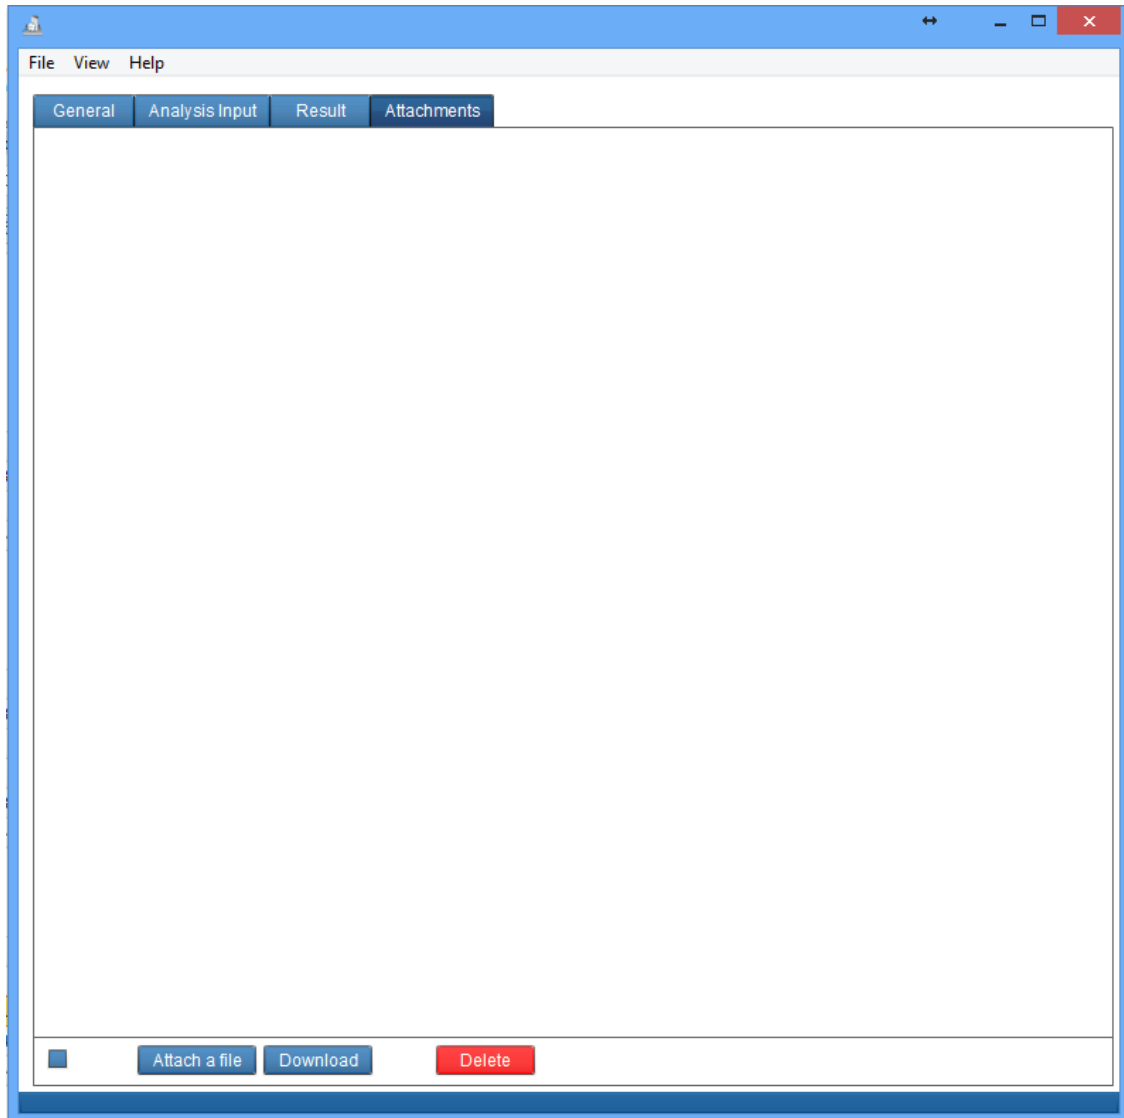 File View Help
General Analysis Input Result Attachments
Attach a file Download Delete